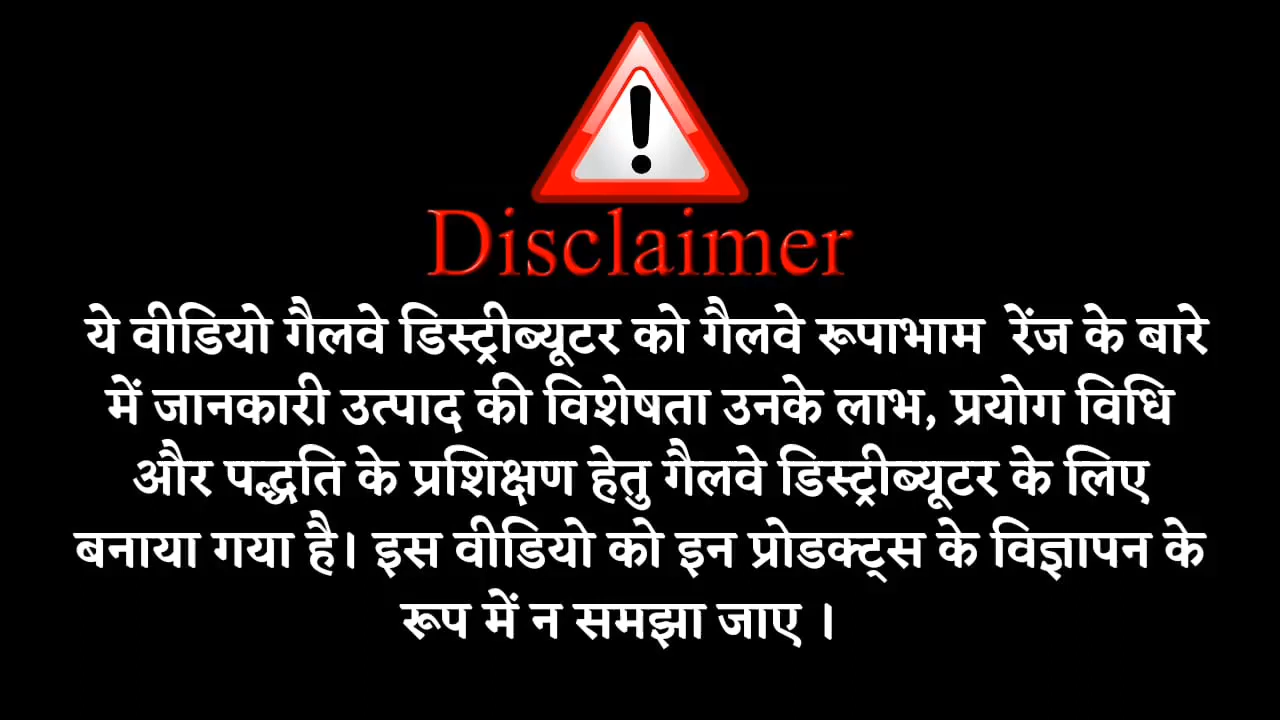 Disclaimer
ये वीडियो गैलवे डिस्ट्रीब्यूटर को गैलवे रूपाभाम रेंज के बारे
में जानकारी उत्पाद की विशेषता उनके लाभ, प्रयोग विधि
और पद्धति के प्रशिक्षण हेतु गैलवे डिस्ट्रीब्यूटर के लिए
बनाया गया है। इस वीडियो को इन प्रोडक्ट्स के विज्ञापन के
रूप में न समझा जाए ।